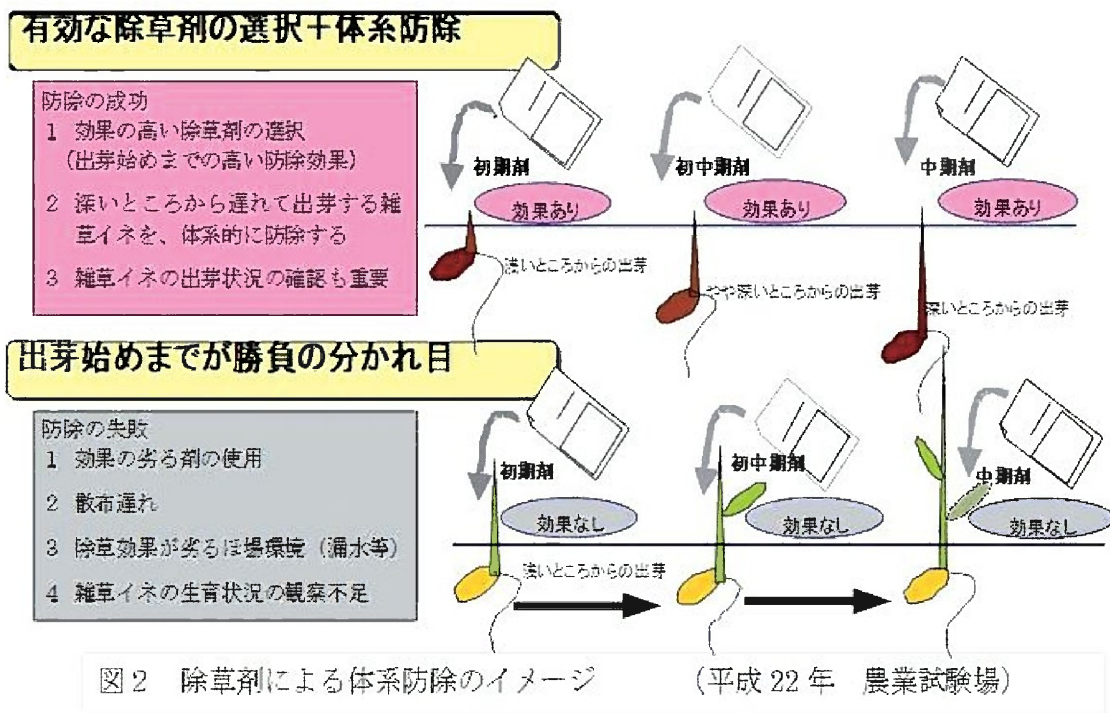 有効な除草剤の選択＋体系防除
防除の成功
1 効果の高い除草剤の選択
(出芽始めまでの高い防除効果)
2 深いところから遅れて出芽する雑
草イネを、体系的に防除する
3 雑草イネの出芽状況の確認も重要
初期剤
効果あり
浅いところからの出芽
初中期剤
効果あり
やや深いところからの出芽
中期剤
効果あり
深いところからの出芽
出芽始めまでが勝負の分かれ目
防除の失敗
1 効果の劣る剤の使用
2 散布遅れ
3 除草効果が劣るほ場環境（漏水等）
4 雑草イネの生育状況の観察不足
初期剤
効果なし
浅いところからの出芽
初中期剤
効果なし
中期剤
効果なし
図2 除草剤による体系防除のイメージ （平成22年 農業試験場）